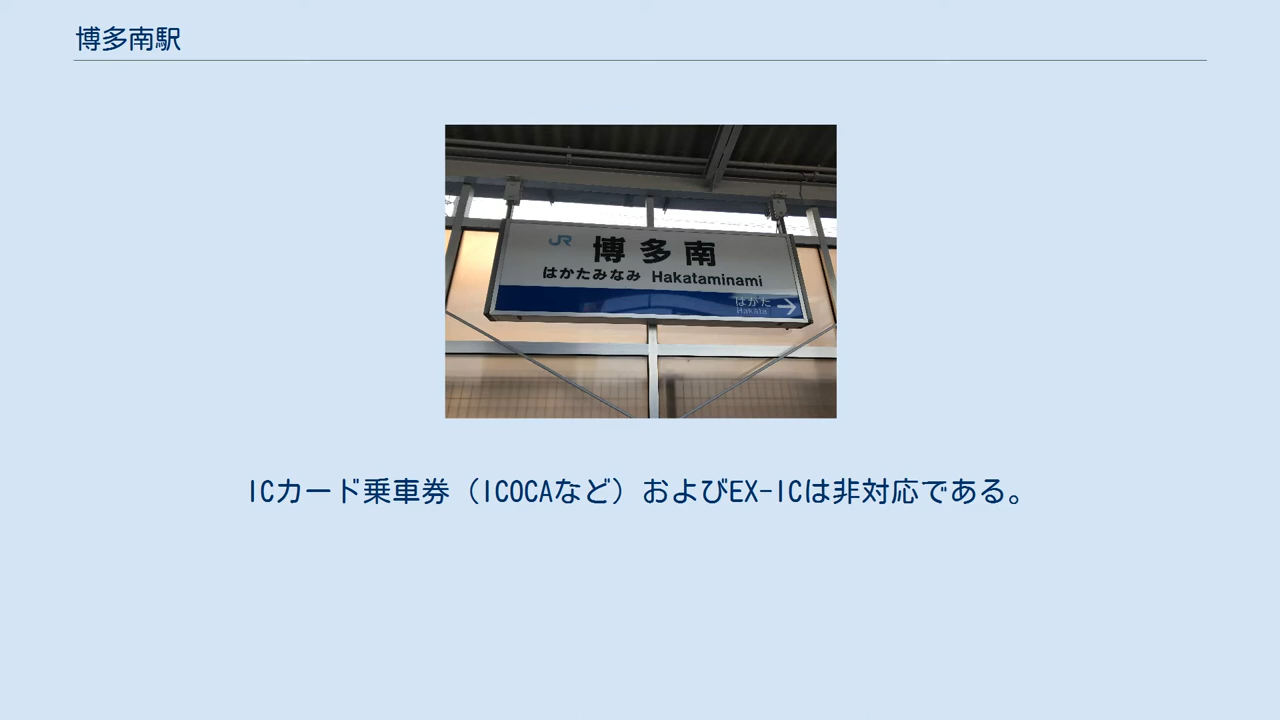 博多南駅
JR
博多南
はかたみなみ Hakataminami
はかた
Hakata
ICカード乗車券（ICOCAなど）およびEX-ICは非対応である。